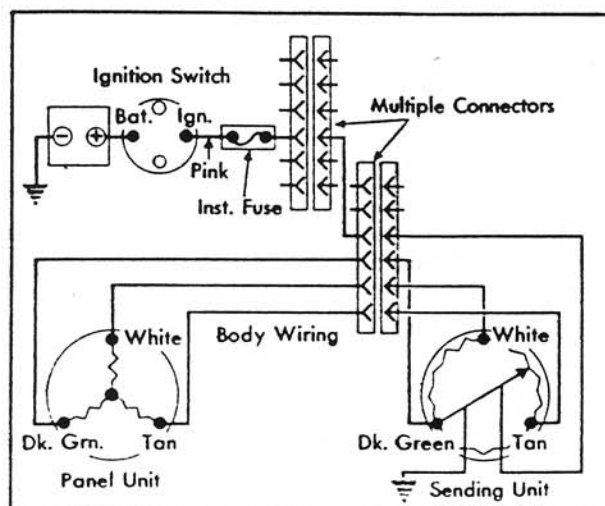 Ignition Switch
Bat. Ign.
Pink
Inst. Fuse
Multiple Connectors
White
Body Wiring
White
Dk. Grn. Tan
Dk. Green Tan
Panel Unit
Sending Unit